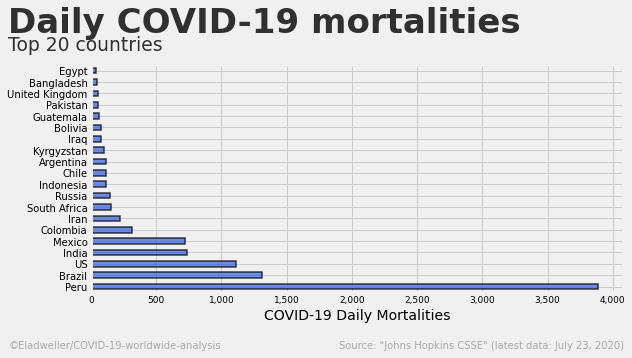 Daily COVID-19 mortalities
Top 20 countries
Egypt
Bangladesh
United Kingdom
Pakistan
Guatemala
Bolivia
Iraq
Kyrgyzstan
Argentina
Chile
Indonesia
Russia
South Africa
Iran
Colombia
Mexico
India
US
Brazil
Peru
0 500 1,000 1,500 2,000 2,500 3,000 3,500 4,000
COVID-19 Daily Mortalities
©Eladweller/COVID-19-worldwide-analysis Source: "Johns Hopkins CSSE" (latest data: July 23, 2020)